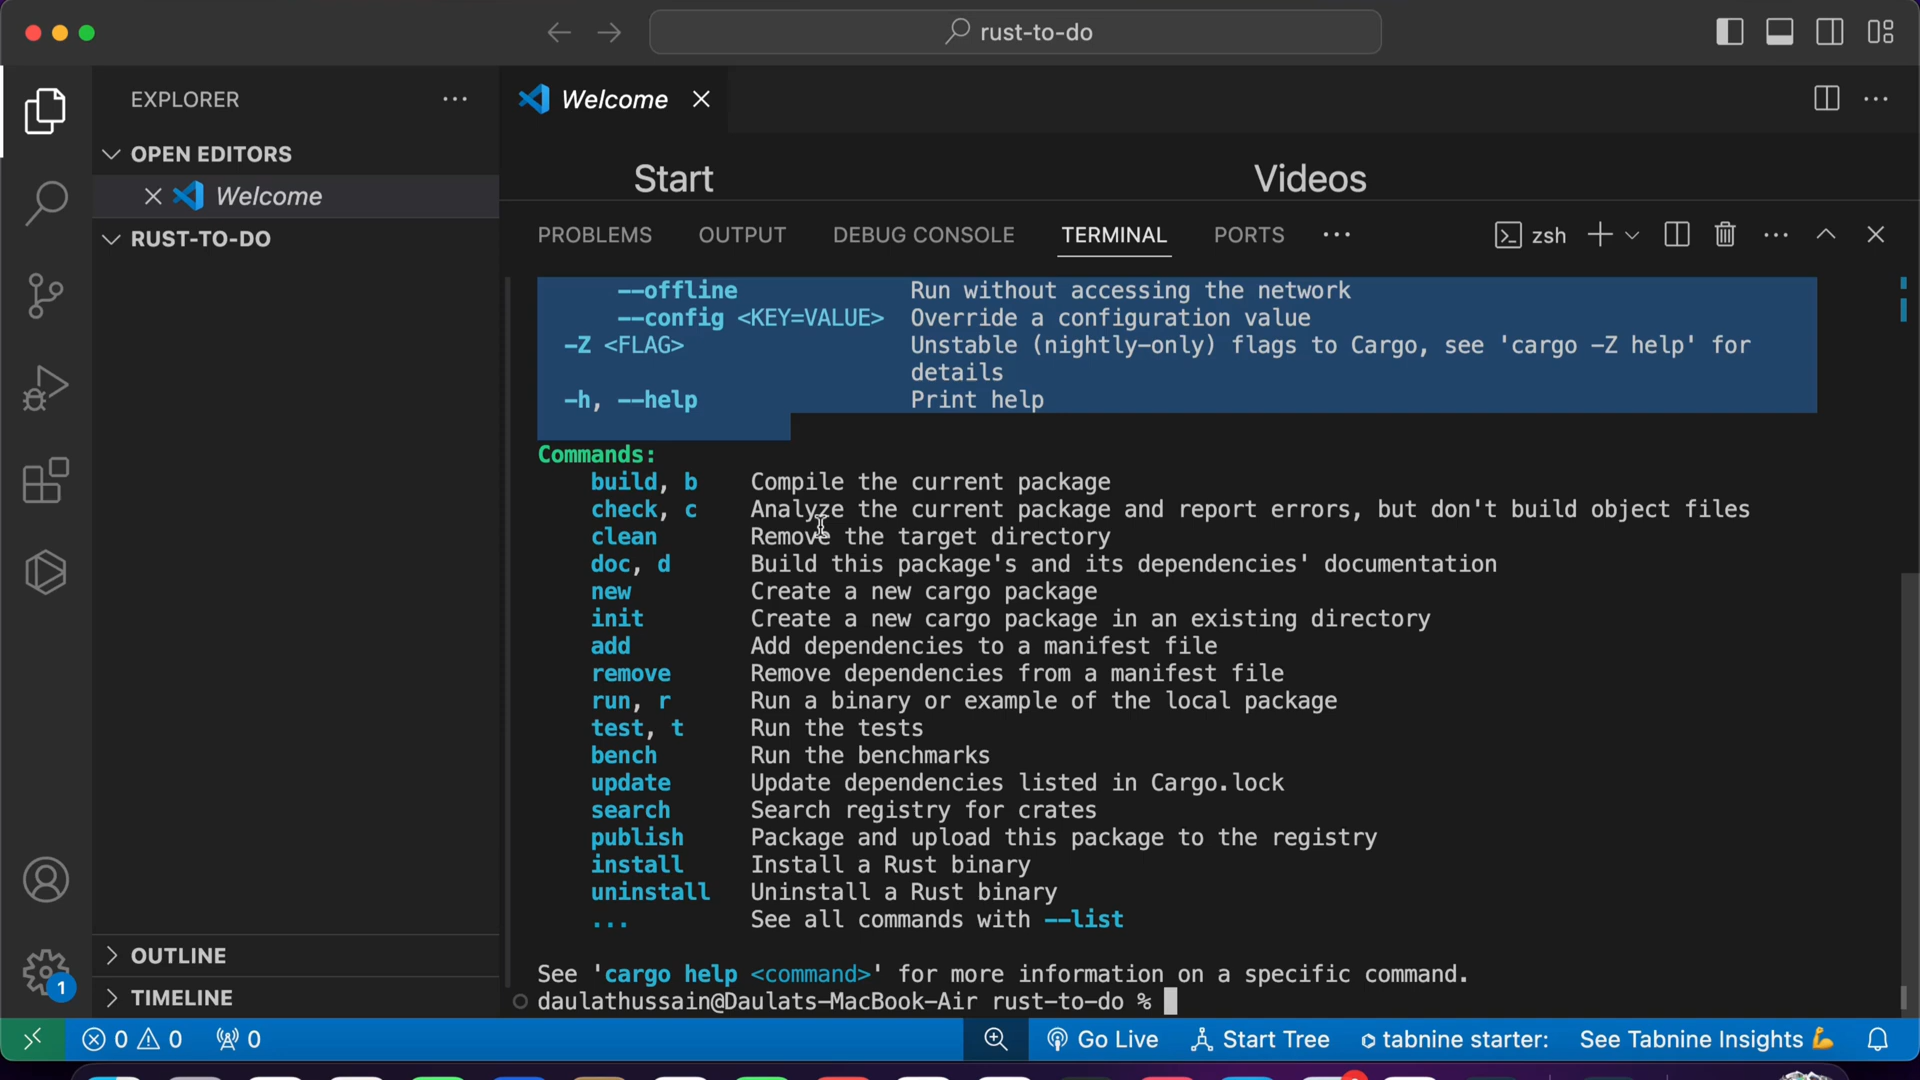 rust-to-do
EXPLORER
OPEN EDITORS
Welcome
RUST-TO-DO
OUTLINE
TIMELINE
1
Welcome
Start
Videos
PROBLEMS OUTPUT DEBUG CONSOLE TERMINAL PORTS
zsh
--offline Run without accessing the network
--config <KEY=VALUE> Override a configuration value
-Z <FLAG> Unstable (nightly-only) flags to Cargo, see 'cargo -Z help' for
details
-h, --help Print help
Commands:
build, b Compile the current package
check, c Analyze the current package and report errors, but don't build object files
clean Remove the target directory
doc, d Build this package's and its dependencies' documentation
new Create a new cargo package
init Create a new cargo package in an existing directory
add Add dependencies to a manifest file
remove Remove dependencies from a manifest file
run, r Run a binary or example of the local package
test, t Run the tests
bench Run the benchmarks
update Update dependencies listed in Cargo.lock
search Search registry for crates
publish Package and upload this package to the registry
install Install a Rust binary
uninstall Uninstall a Rust binary
... See all commands with --list
See 'cargo help <command>' for more information on a specific command.
daulathussain@Daulats-MacBook-Air rust-to-do %
0 0 0 Go Live Start Tree tabnine starter: See Tabnine Insights 💪